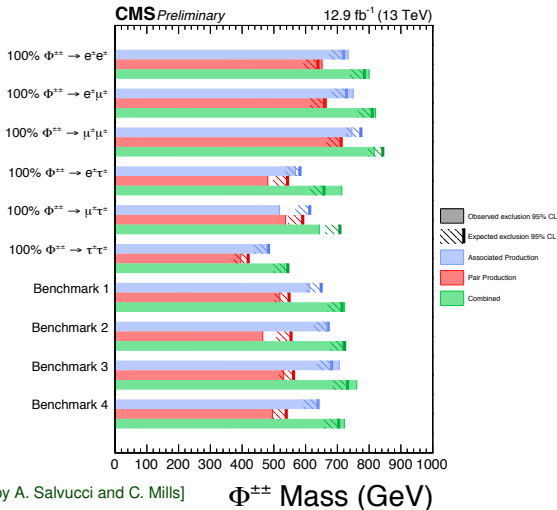 CMS Preliminary 12.9 fb⁻¹ (13 TeV)
100% Φ±± → e±e±
100% Φ±± → e±μ±
100% Φ±± → μ±μ±
100% Φ±± → e±τ±
100% Φ±± → μ±τ±
100% Φ±± → τ±τ±
Benchmark 1
Benchmark 2
Benchmark 3
Benchmark 4
Observed exclusion 95% CL
Expected exclusion 95% CL
Associated Production
Pair Production
Combined
0 100 200 300 400 500 600 700 800 900 1000
by A. Salvucci and C. Mills]
Φ±± Mass (GeV)